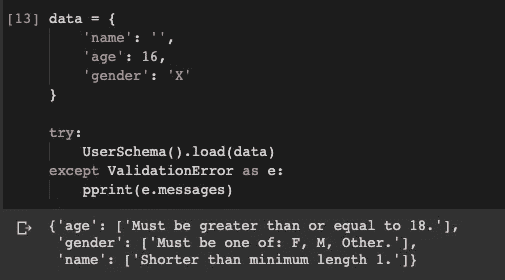 [13] data = {
'name': '',
'age': 16,
'gender': 'X'
}
try:
UserSchema().load(data)
except ValidationError as e:
pprint(e.messages)
{'age': ['Must be greater than or equal to 18.'],
'gender': ['Must be one of: F, M, Other.'],
'name': ['Shorter than minimum length 1.']}